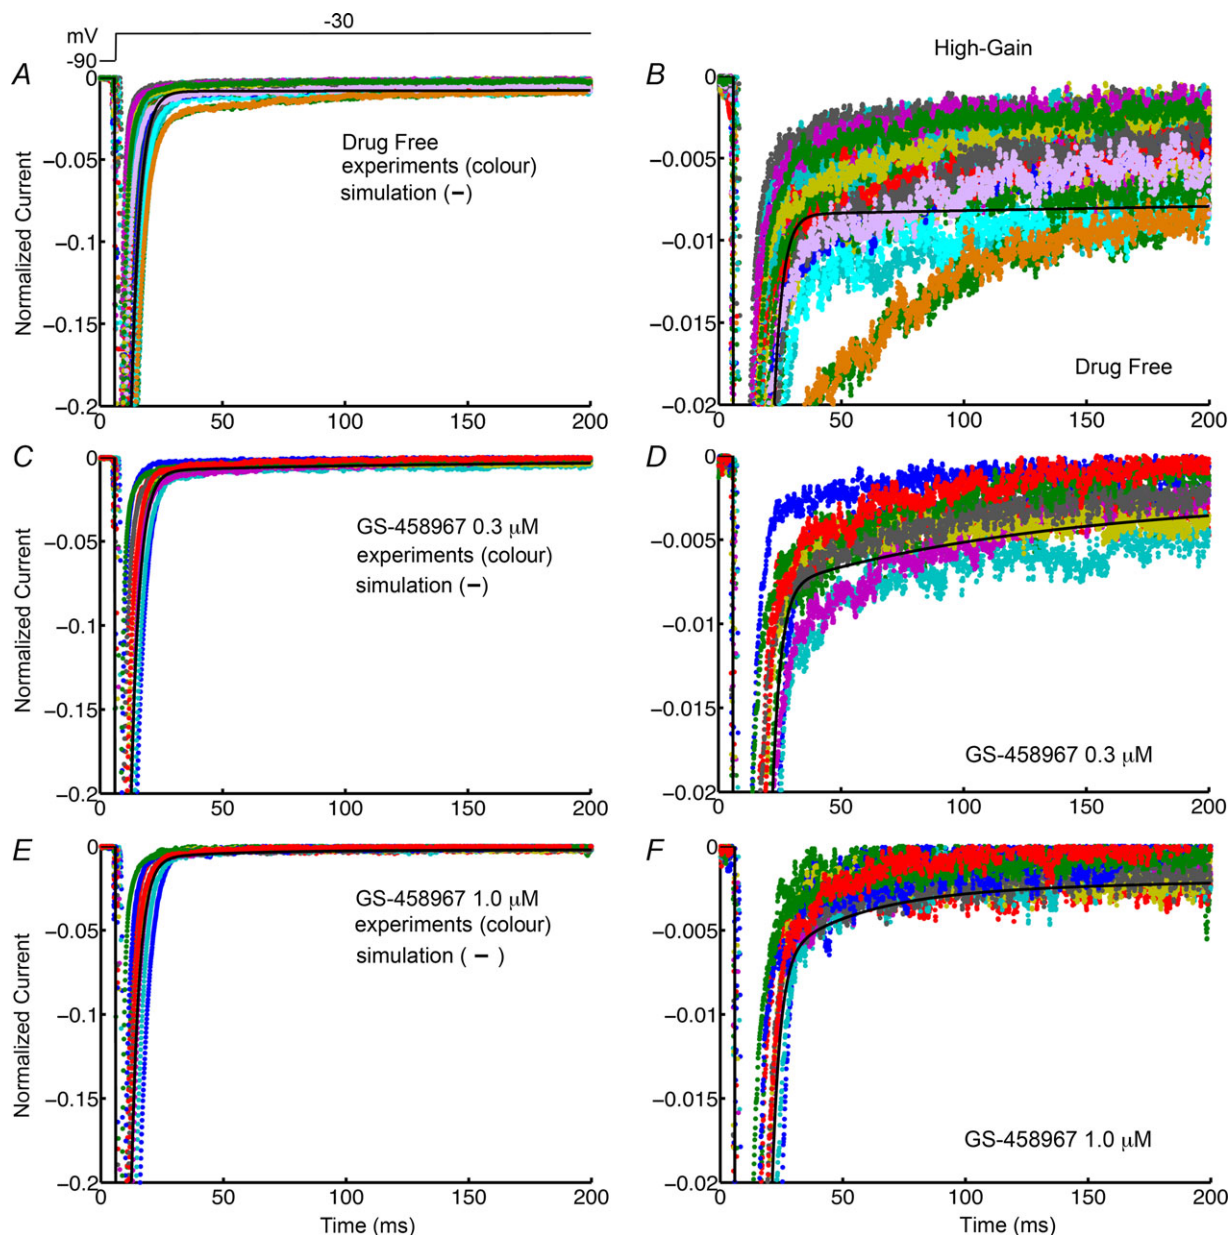 -30
mV
-90
High-Gain
A
B
0
−0.05
−0.1
−0.15
−0.2
Normalized Current
Drug Free
experiments (colour)
simulation (−)
0
50
100
150
200
0
−0.005
−0.01
−0.015
−0.02
Drug Free
0
50
100
150
200
C
D
0
−0.05
−0.1
−0.15
−0.2
Normalized Current
GS-458967 0.3 μM
experiments (colour)
simulation (−)
0
50
100
150
200
0
−0.005
−0.01
−0.015
−0.02
GS-458967 0.3 μM
0
50
100
150
200
E
F
0
−0.05
−0.1
−0.15
−0.2
Normalized Current
GS-458967 1.0 μM
experiments (colour)
simulation ( − )
0
50
100
150
200
Time (ms)
0
−0.005
−0.01
−0.015
−0.02
GS-458967 1.0 μM
0
50
100
150
200
Time (ms)